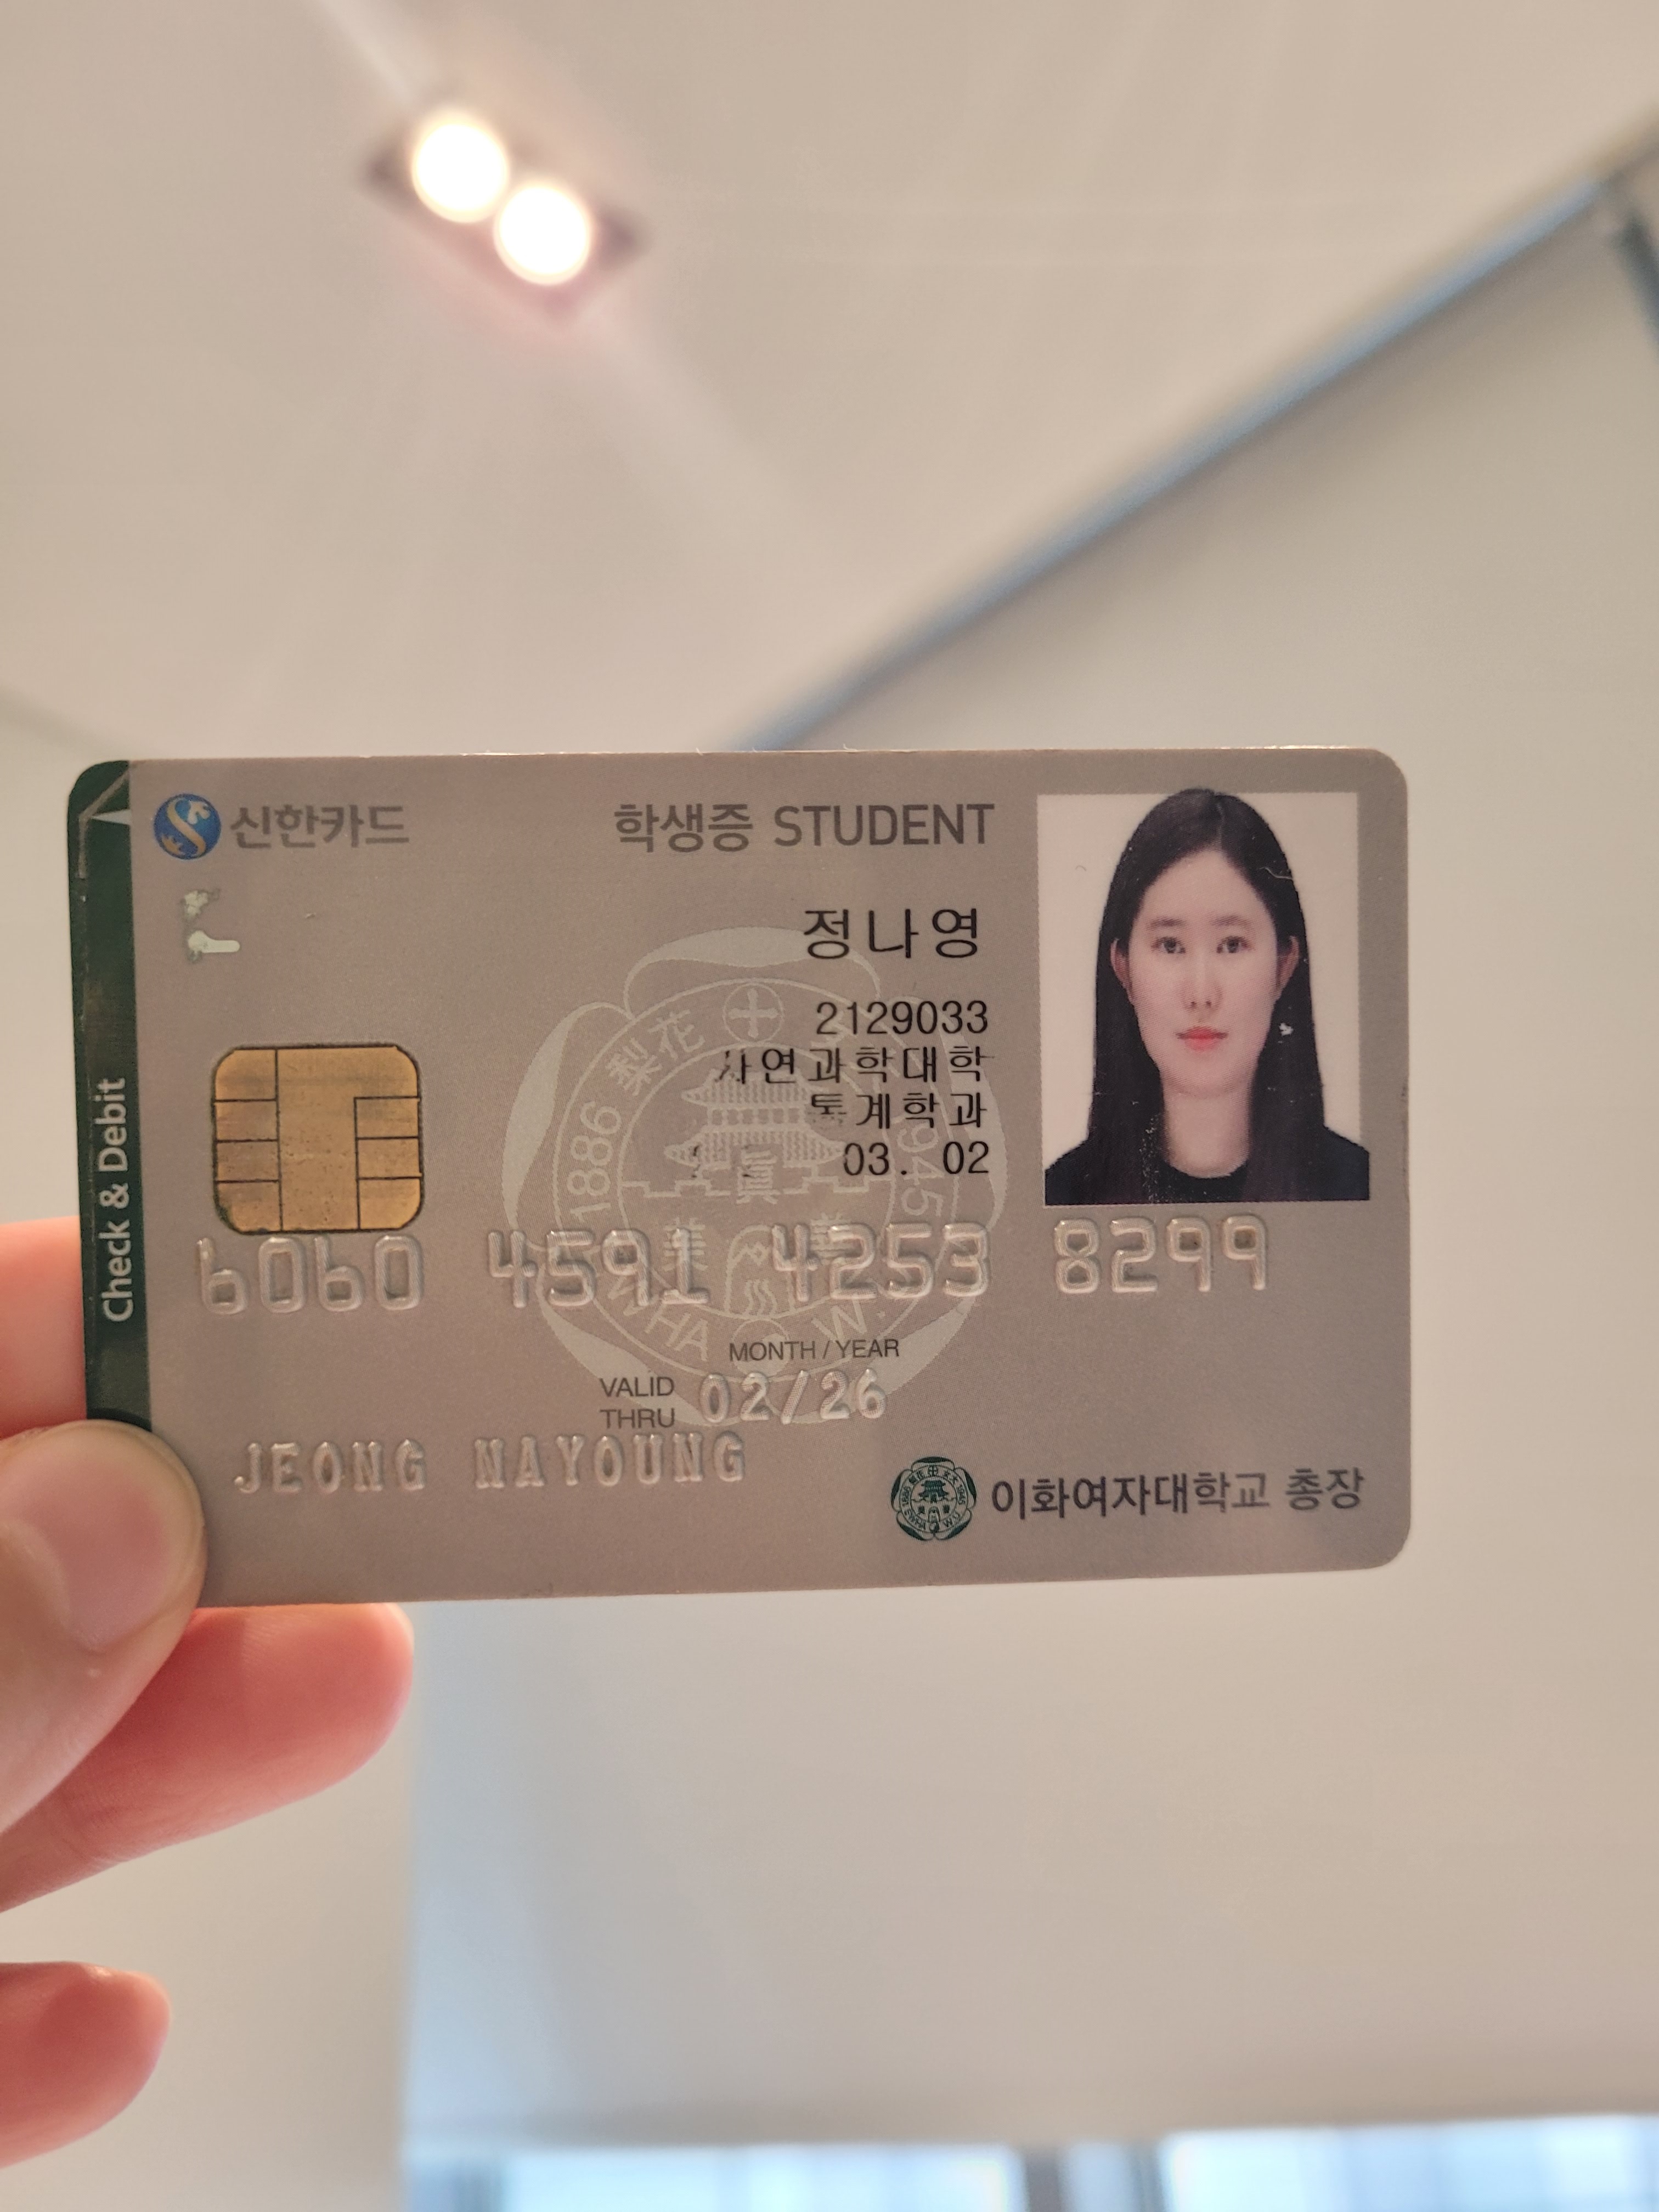 신한카드
학생증 STUDENT
정나영
2129033
자연과학대학
통계학과
03. 02
Check & Debit
梨花
1886
1945
眞
EWHA W.U
6060 4591 4253 8299
MONTH / YEAR
VALID THRU 02/26
JEONG NAYOUNG
이화여자대학교 총장